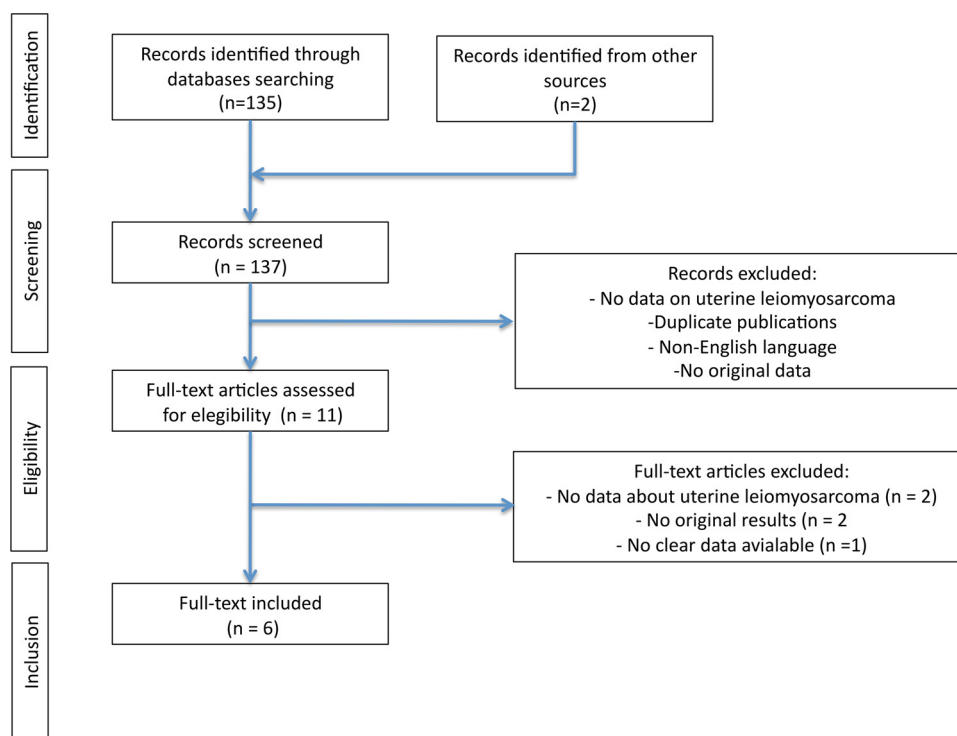 Identification
Records identified through
databases searching
(n=135)
Records identified from other
sources
(n=2)
Screening
Records screened
(n = 137)
Records excluded:
- No data on uterine leiomyosarcoma
-Duplicate publications
- Non-English language
-No original data
Eligibility
Full-text articles assessed
for elegibility (n = 11)
Full-text articles excluded:
- No data about uterine leiomyosarcoma (n = 2)
- No original results (n = 2
- No clear data avialable (n =1)
Inclusion
Full-text included
(n = 6)